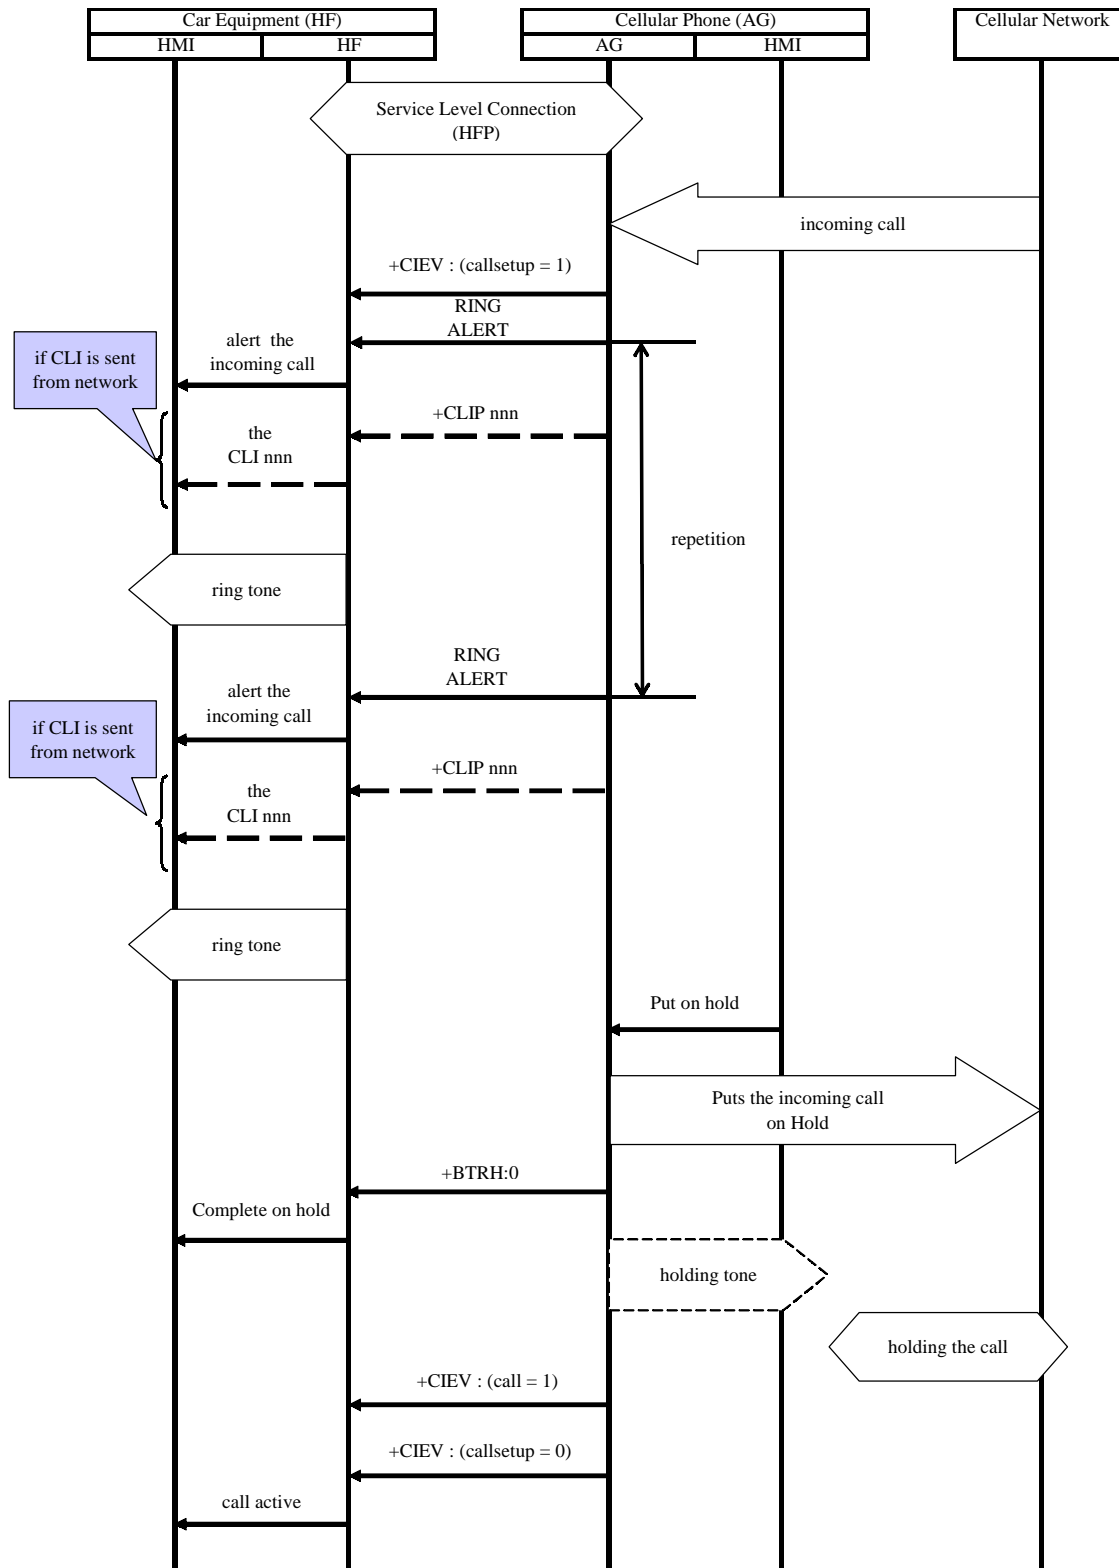 Car Equipment (HF)
Cellular Phone (AG)
Cellular Network
HMI
HF
AG
HMI
Service Level Connection
(HFP)
incoming call
+CIEV : (callsetup = 1)
RING
ALERT
alert the
incoming call
if CLI is sent
from network
+CLIP nnn
the
CLI nnn
repetition
ring tone
RING
ALERT
alert the
incoming call
if CLI is sent
from network
+CLIP nnn
the
CLI nnn
ring tone
Put on hold
Puts the incoming call
on Hold
+BTRH:0
Complete on hold
holding tone
holding the call
+CIEV : (call = 1)
+CIEV : (callsetup = 0)
call active